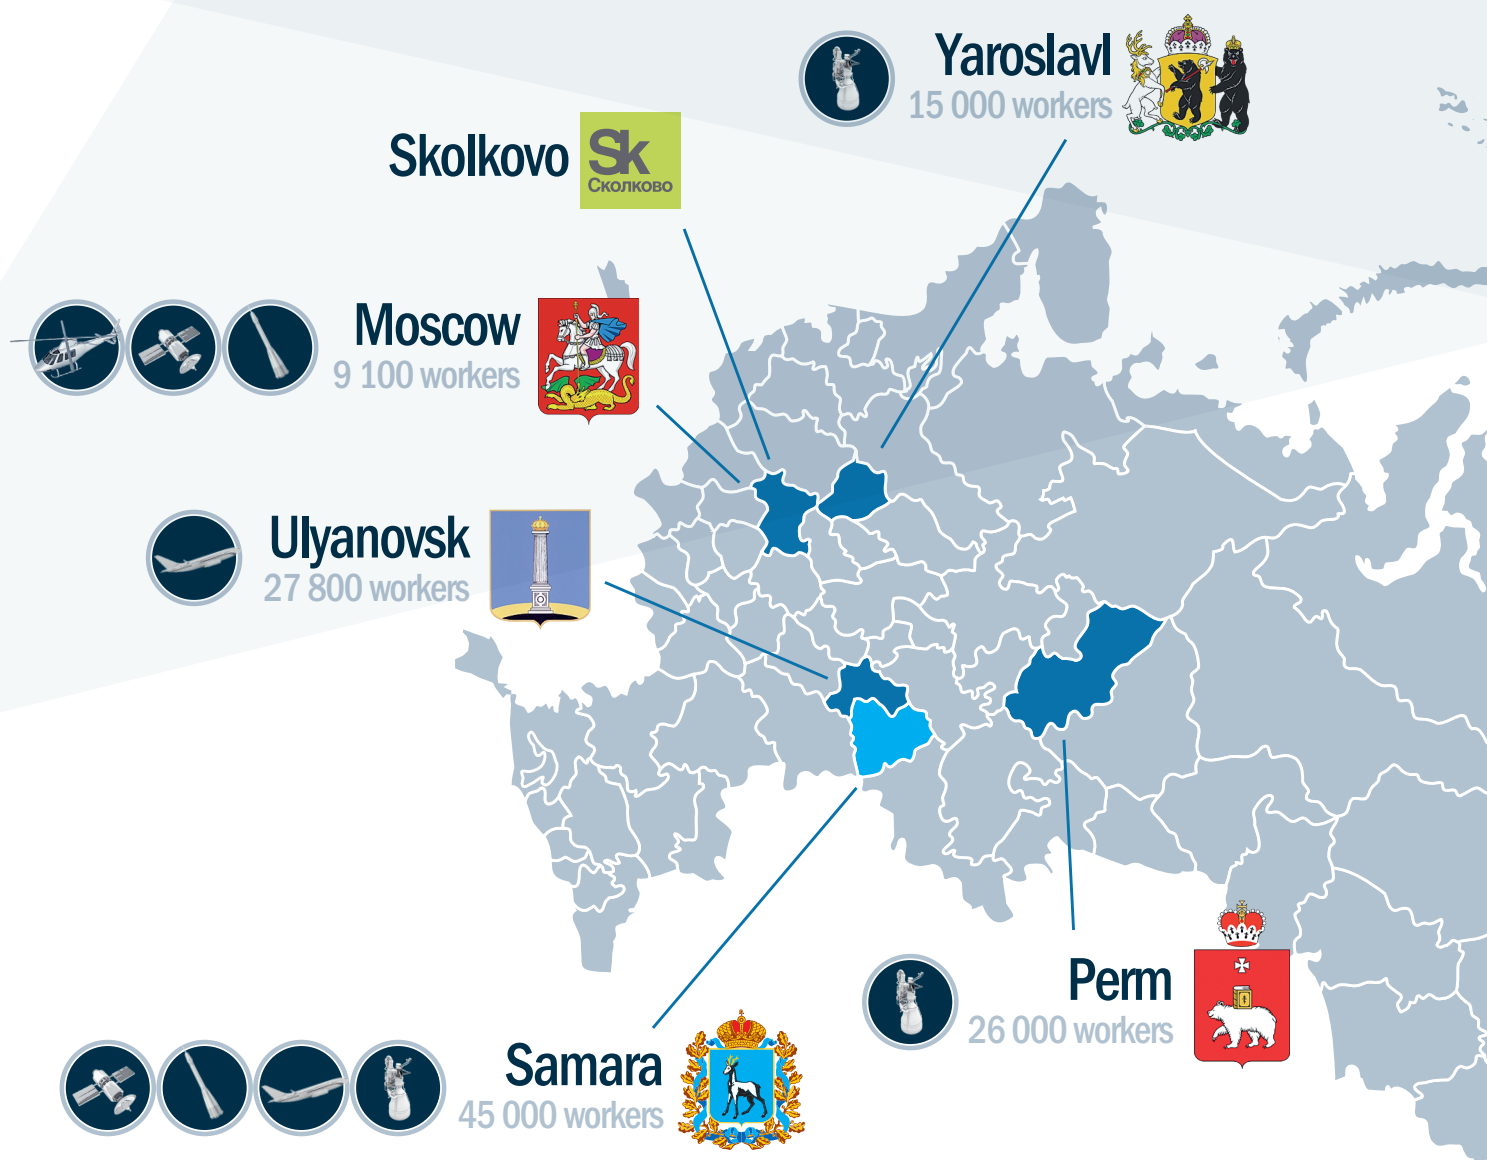 Yaroslavl
15 000 workers
Skolkovo
Sk
Сколково
Moscow
9 100 workers
Ulyanovsk
27 800 workers
Perm
26 000 workers
Samara
45 000 workers